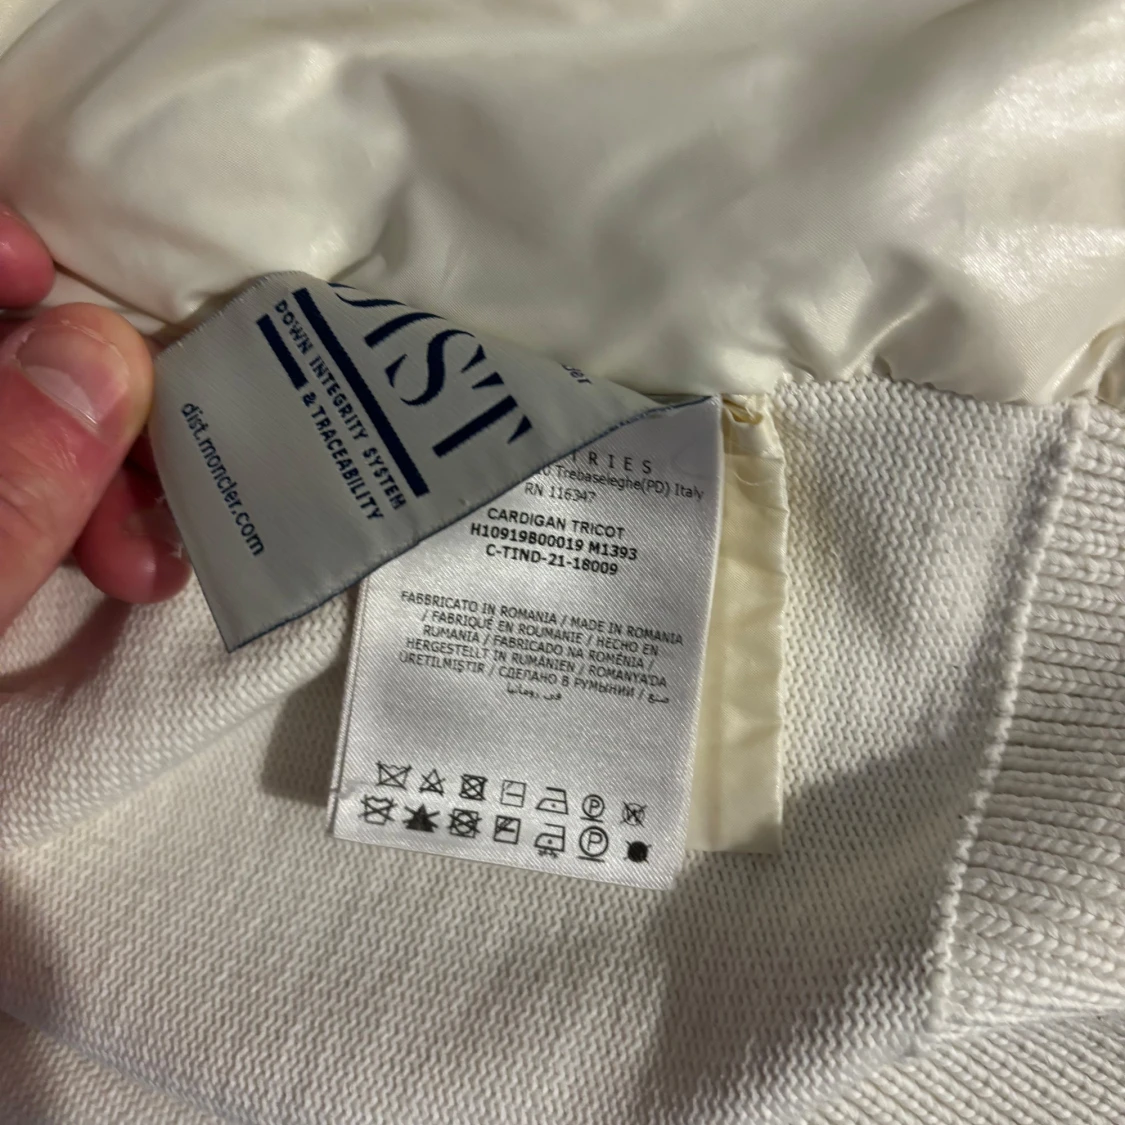 DIST
DOWN INTEGRITY SYSTEM
& TRACEABILITY
dist.moncler.com
RIES
Trebaseleghe(PD) Italy
RN 116347
CARDIGAN TRICOT
H10919B00019 M1393
C-TIND-21-18009
FABBRICATO IN ROMANIA / MADE IN ROMANIA
/ FABRIQUÉ EN ROUMANIE / HECHO EN
RUMANIA / FABRICADO NA ROMÉNIA /
HERGESTELLT IN RUMÄNIEN / ROMANYA'DA
ÜRETILMIŞTIR / СДЕЛАНО В РУМЫНИИ / صنع
في رومانيا
P
P